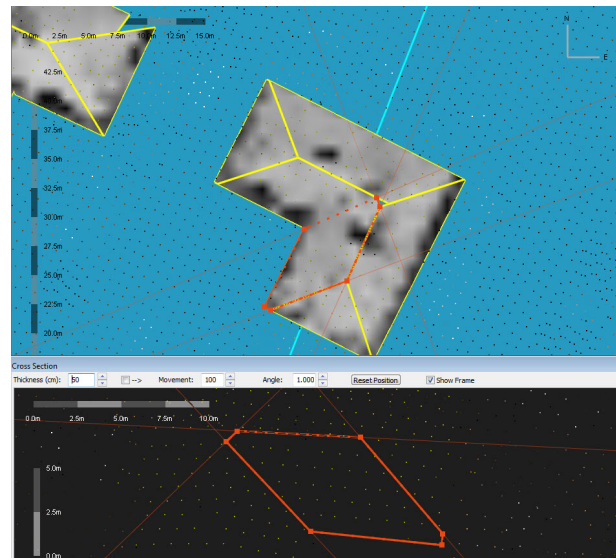 N
E
0.0m 2.5m 5.0m 7.5m 10.0m 12.5m 15.0m
42.5m
40.0m
37.5m
35.0m
32.5m
30.0m
27.5m
25.0m
22.5m
20.0m
Cross Section
Thickness (cm): 50 --> Movement: 100 Angle: 1.000 Reset Position Show Frame
0.0m 2.5m 5.0m 7.5m 10.0m
5.0m
2.5m
0.0m